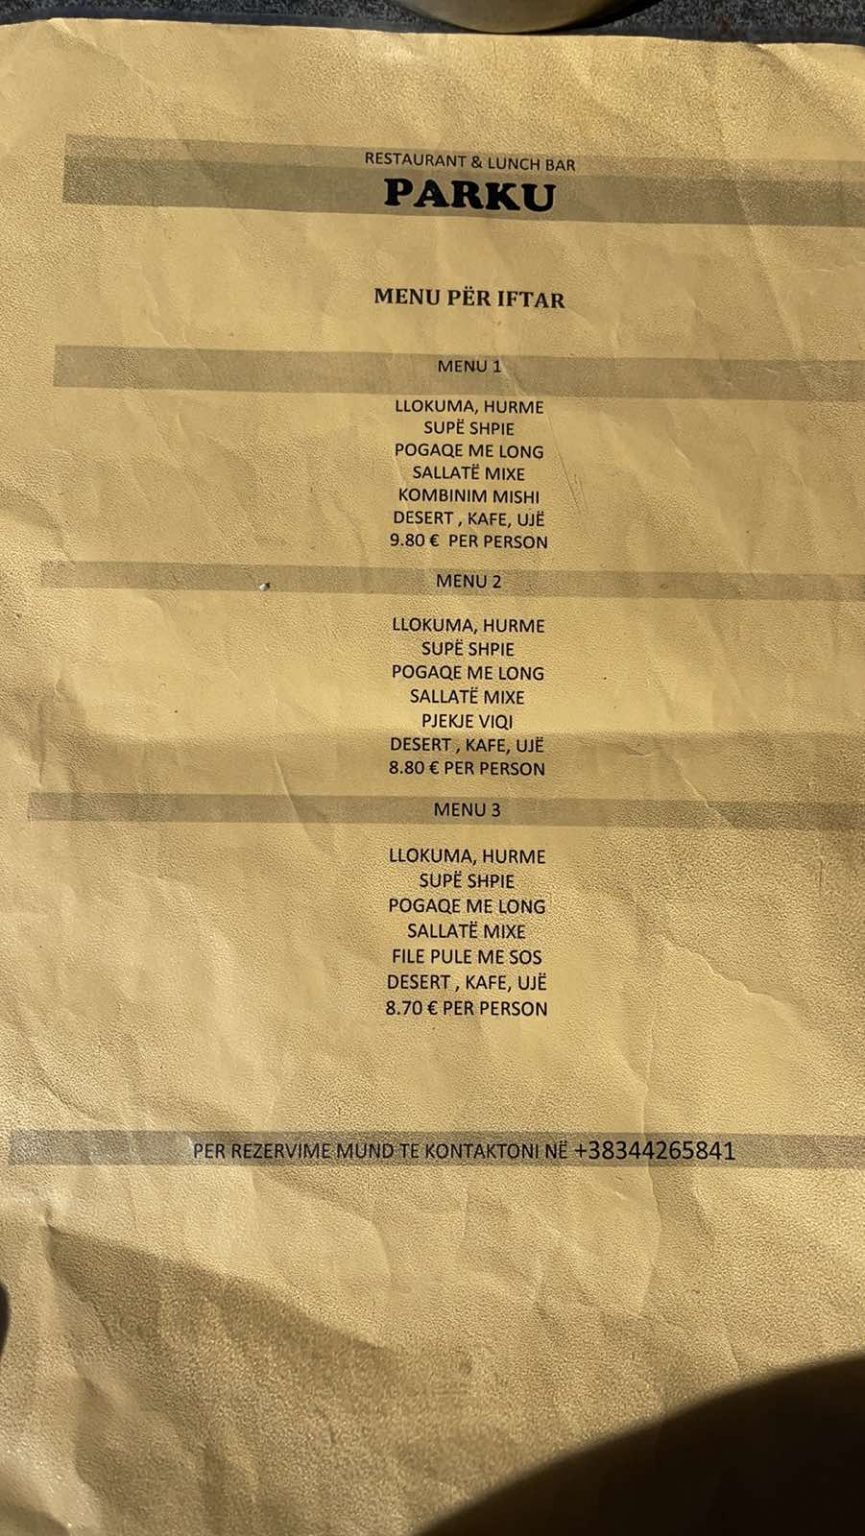 RESTAURANT & LUNCH BAR
PARKU
MENU PËR IFTAR
MENU 1
LLOKUMA, HURME
SUPË SHPIE
POGAQE ME LONG
SALLATË MIXE
KOMBINIM MISHI
DESERT , KAFE, UJË
9.80 € PER PERSON
MENU 2
LLOKUMA, HURME
SUPË SHPIE
POGAQE ME LONG
SALLATË MIXE
PJEKJE VIQI
DESERT , KAFE, UJË
8.80 € PER PERSON
MENU 3
LLOKUMA, HURME
SUPË SHPIE
POGAQE ME LONG
SALLATË MIXE
FILE PULE ME SOS
DESERT , KAFE, UJË
8.70 € PER PERSON
PER REZERVIME MUND TE KONTAKTONI NË +38344265841